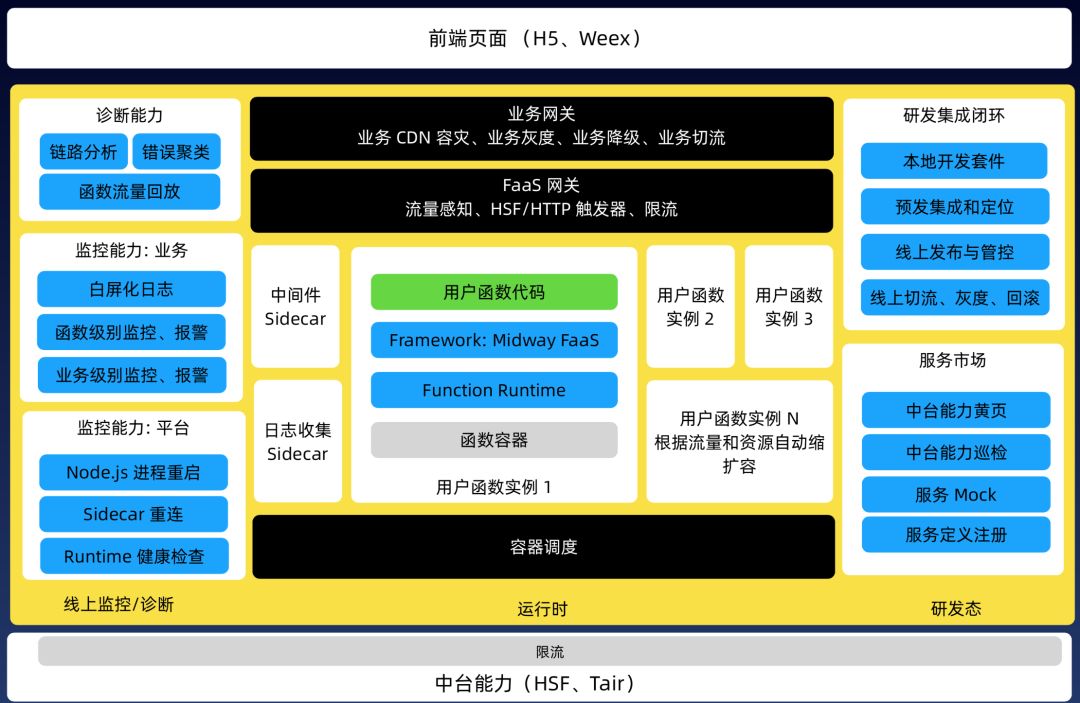 前端页面（H5、Weex）
诊断能力
链路分析
错误聚类
函数流量回放
监控能力: 业务
白屏化日志
函数级别监控、报警
业务级别监控、报警
监控能力: 平台
Node.js 进程重启
Sidecar 重连
Runtime 健康检查
线上监控/诊断
业务网关
业务 CDN 容灾、业务灰度、业务降级、业务切流
FaaS 网关
流量感知、HSF/HTTP 触发器、限流
中间件
Sidecar
日志收集
Sidecar
用户函数代码
Framework: Midway FaaS
Function Runtime
函数容器
用户函数实例 1
用户函数
实例 2
用户函数
实例 3
用户函数实例 N
根据流量和资源自动缩
扩容
容器调度
运行时
研发集成闭环
本地开发套件
预发集成和定位
线上发布与管控
线上切流、灰度、回滚
服务市场
中台能力黄页
中台能力巡检
服务 Mock
服务定义注册
研发态
限流
中台能力（HSF、Tair）